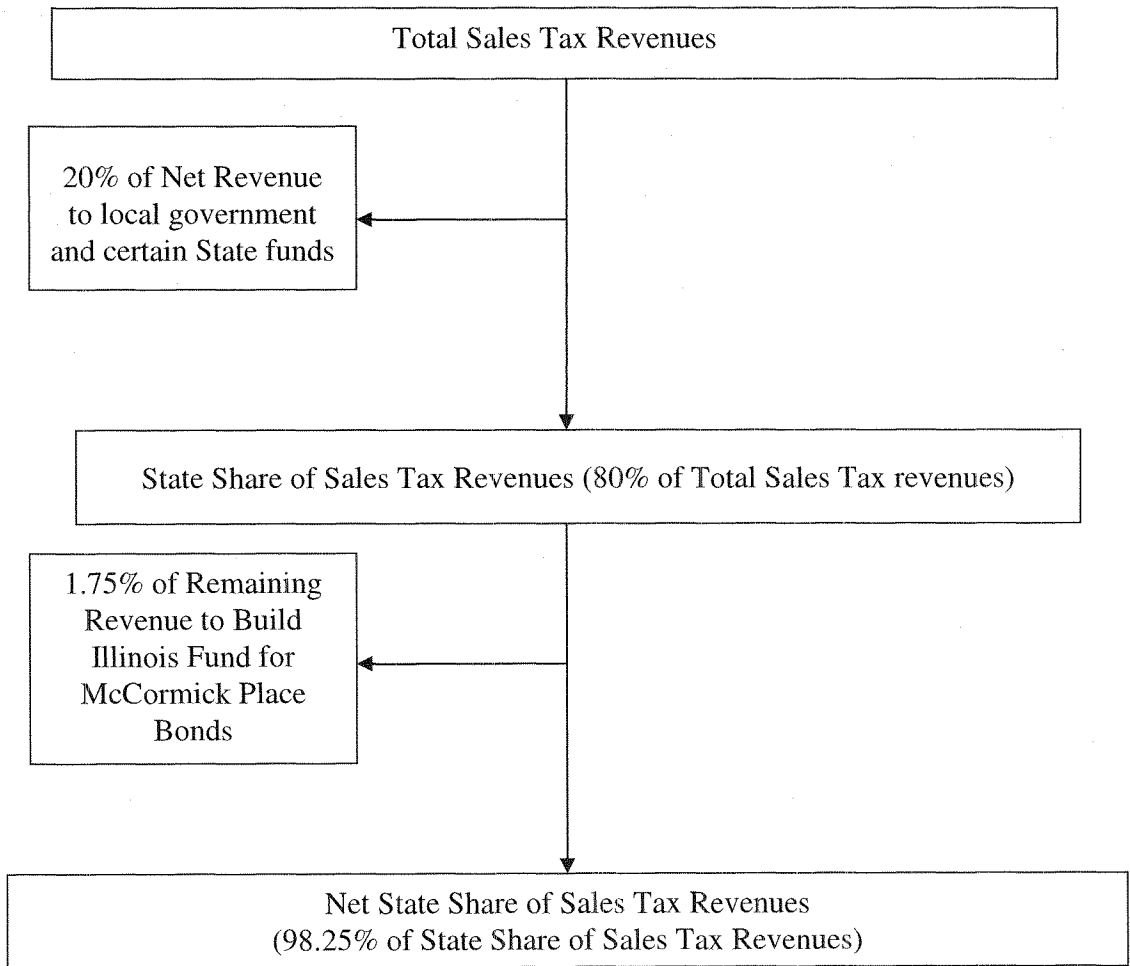 Total Sales Tax Revenues
20% of Net Revenue
to local government
and certain State funds
State Share of Sales Tax Revenues (80% of Total Sales Tax revenues)
1.75% of Remaining
Revenue to Build
Illinois Fund for
McCormick Place
Bonds
Net State Share of Sales Tax Revenues
(98.25% of State Share of Sales Tax Revenues)